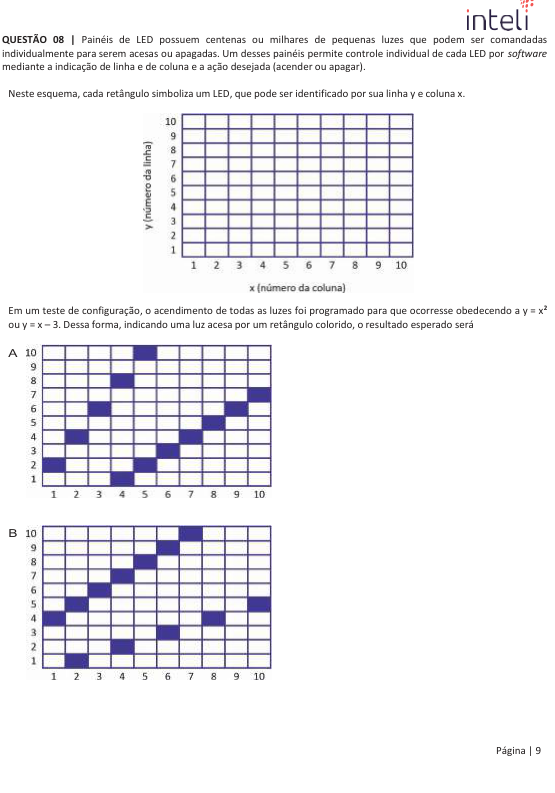 inteli
QUESTÃO 08 | Painéis de LED possuem centenas ou milhares de pequenas luzes que podem ser comandadas
individualmente para serem acesas ou apagadas. Um desses painéis permite controle individual de cada LED por software
mediante a indicação de linha e de coluna e a ação desejada (acender ou apagar).
Neste esquema, cada retângulo simboliza um LED, que pode ser identificado por sua linha y e coluna x.
y (número da linha)
10
9
8
7
6
5
4
3
2
1
1 2 3 4 5 6 7 8 9 10
x (número da coluna)
Em um teste de configuração, o acendimento de todas as luzes foi programado para que ocorresse obedecendo a y = x²
ou y = x – 3. Dessa forma, indicando uma luz acesa por um retângulo colorido, o resultado esperado será
A 10
9
8
7
6
5
4
3
2
1
1 2 3 4 5 6 7 8 9 10
B 10
9
8
7
6
5
4
3
2
1
1 2 3 4 5 6 7 8 9 10
Página | 9